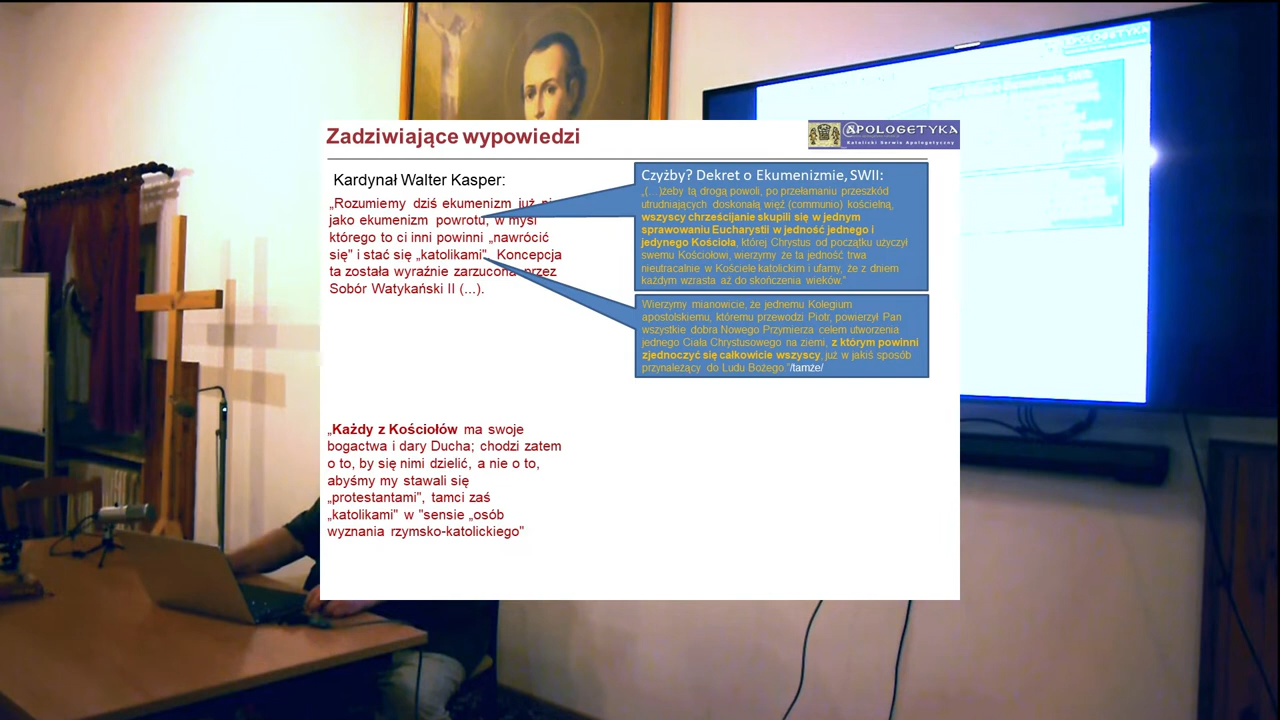 Zadziwiające wypowiedzi
@POLOGETYKA
Katolicki Serwis Apologetyczny
Kardynał Walter Kasper:
„Rozumiemy dziś ekumenizm już
jako ekumenizm powrotu, w myśl
którego to ci inni powinni „nawrócić
się" i stać się „katolikami". Koncepcja
ta została wyraźnie zarzucona przez
Sobór Watykański II (...).
„Każdy z Kościołów ma swoje
bogactwa i dary Ducha; chodzi zatem
o to, by się nimi dzielić, a nie o to,
abyśmy my stawali się
„protestantami", tamci zaś
„katolikami" w "sensie „osób
wyznania rzymsko-katolickiego"
Czyżby? Dekret o Ekumenizmie, SWII:
„(...)żeby tą drogą powoli, po przełamaniu przeszkód
utrudniających doskonałą więź (communio) kościelną,
wszyscy chrześcijanie skupili się w jednym
sprawowaniu Eucharystii w jedność jednego i
jedynego Kościoła, której Chrystus od początku użyczył
swemu Kościołowi, wierzymy że ta jedność trwa
nieutracalnie w Kościele katolickim i ufamy, że z dniem
każdym wzrasta aż do skończenia wieków."
Wierzymy mianowicie, że jednemu Kolegium
apostolskiemu, któremu przewodzi Piotr, powierzył Pan
wszystkie dobra Nowego Przymierza celem utworzenia
jednego Ciała Chrystusowego na ziemi, z którym powinni
zjednoczyć się całkowicie wszyscy, już w jakiś sposób
przynależący do Ludu Bożego."/tamże/